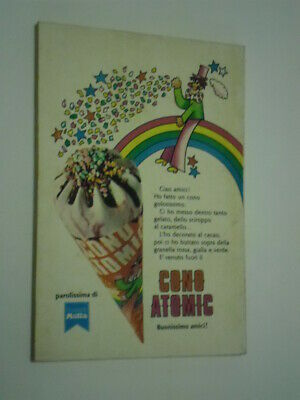 Ciao amici!
Ho fatto un cono
golosissimo.
Ci ho messo dentro tanto
gelato, dello sciroppo
al caramello...
L'ho decorato al cacao,
poi ci ho buttato sopra della
granella rosa, gialla e verde.
E' venuto fuori il
CONO
ATOMIC
Buonissimo amici!
parolissima di
Motta